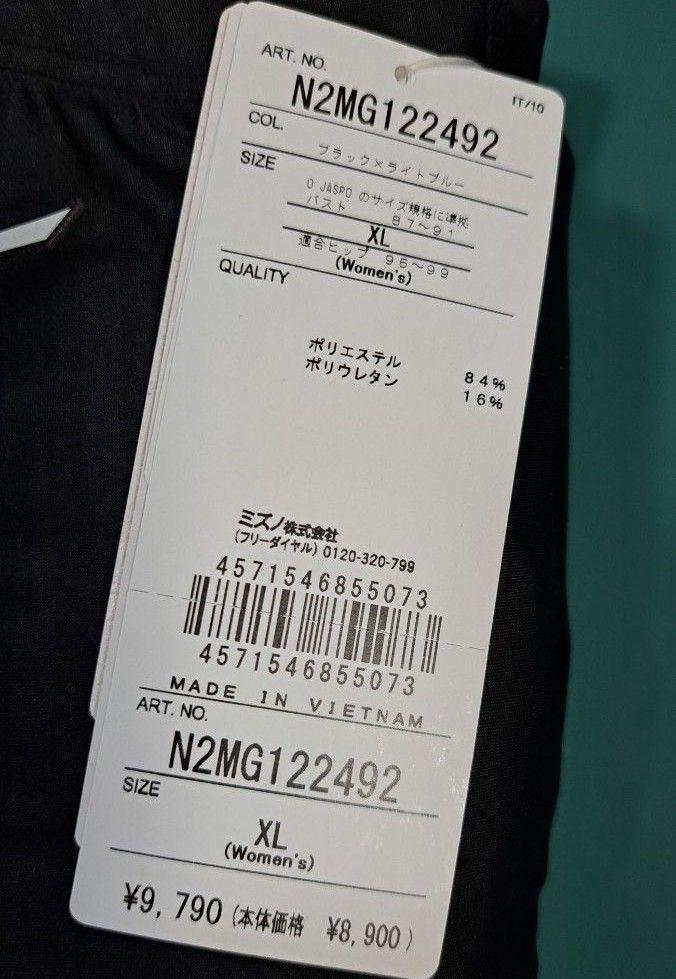 ART. NO.
IT/10
N2MG122492
COL.
ブラック×ライトブルー
SIZE
O JASPO のサイズ規格に準拠
バスト 87～91
XL
適合ヒップ 95～99
(Women's)
QUALITY
ポリエステル 84%
ポリウレタン 16%
ミズノ株式会社
(フリーダイヤル) 0120-320-799
4571546855073
4571546855073
MADE IN VIETNAM
ART. NO.
N2MG122492
SIZE
XL
(Women's)
¥9,790 (本体価格 ¥8,900)